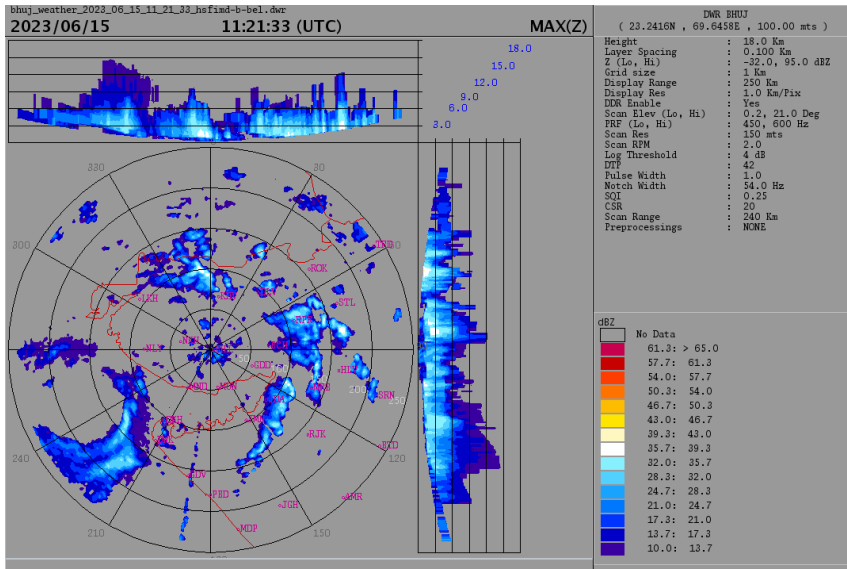 bhuj_weather_2023_06_15_11_21_33_hsfimd-b-bel.dwr
2023/06/15 11:21:33 (UTC) MAX(Z)
18.0
15.0
12.0
9.0
6.0
3.0
330
30
300
TRD
ROK
STL
HLD
SRN
RJK
BTD
AMR
JGH
MDP
PBD
NLY
GDD
50
200
250
240
120
210
150
DWR BHUJ
( 23.2416N , 69.6458E , 100.00 mts )
Height : 18.0 Km
Layer Spacing : 0.100 Km
Z (Lo, Hi) : -32.0, 95.0 dBZ
Grid size : 1 Km
Display Range : 250 Km
Display Res : 1.0 Km/Pix
DDR Enable : Yes
Scan Elev (Lo, Hi) : 0.2, 21.0 Deg
PRF (Lo, Hi) : 450, 600 Hz
Scan Res : 150 mts
Scan RPM : 2.0
Log Threshold : 4 dB
DTP : 42
Pulse Width : 1.0
Notch Width : 54.0 Hz
SQI : 0.25
CSR : 20
Scan Range : 240 Km
Preprocessings : NONE
dBZ
No Data
61.3: > 65.0
57.7: 61.3
54.0: 57.7
50.3: 54.0
46.7: 50.3
43.0: 46.7
39.3: 43.0
35.7: 39.3
32.0: 35.7
28.3: 32.0
24.7: 28.3
21.0: 24.7
17.3: 21.0
13.7: 17.3
10.0: 13.7